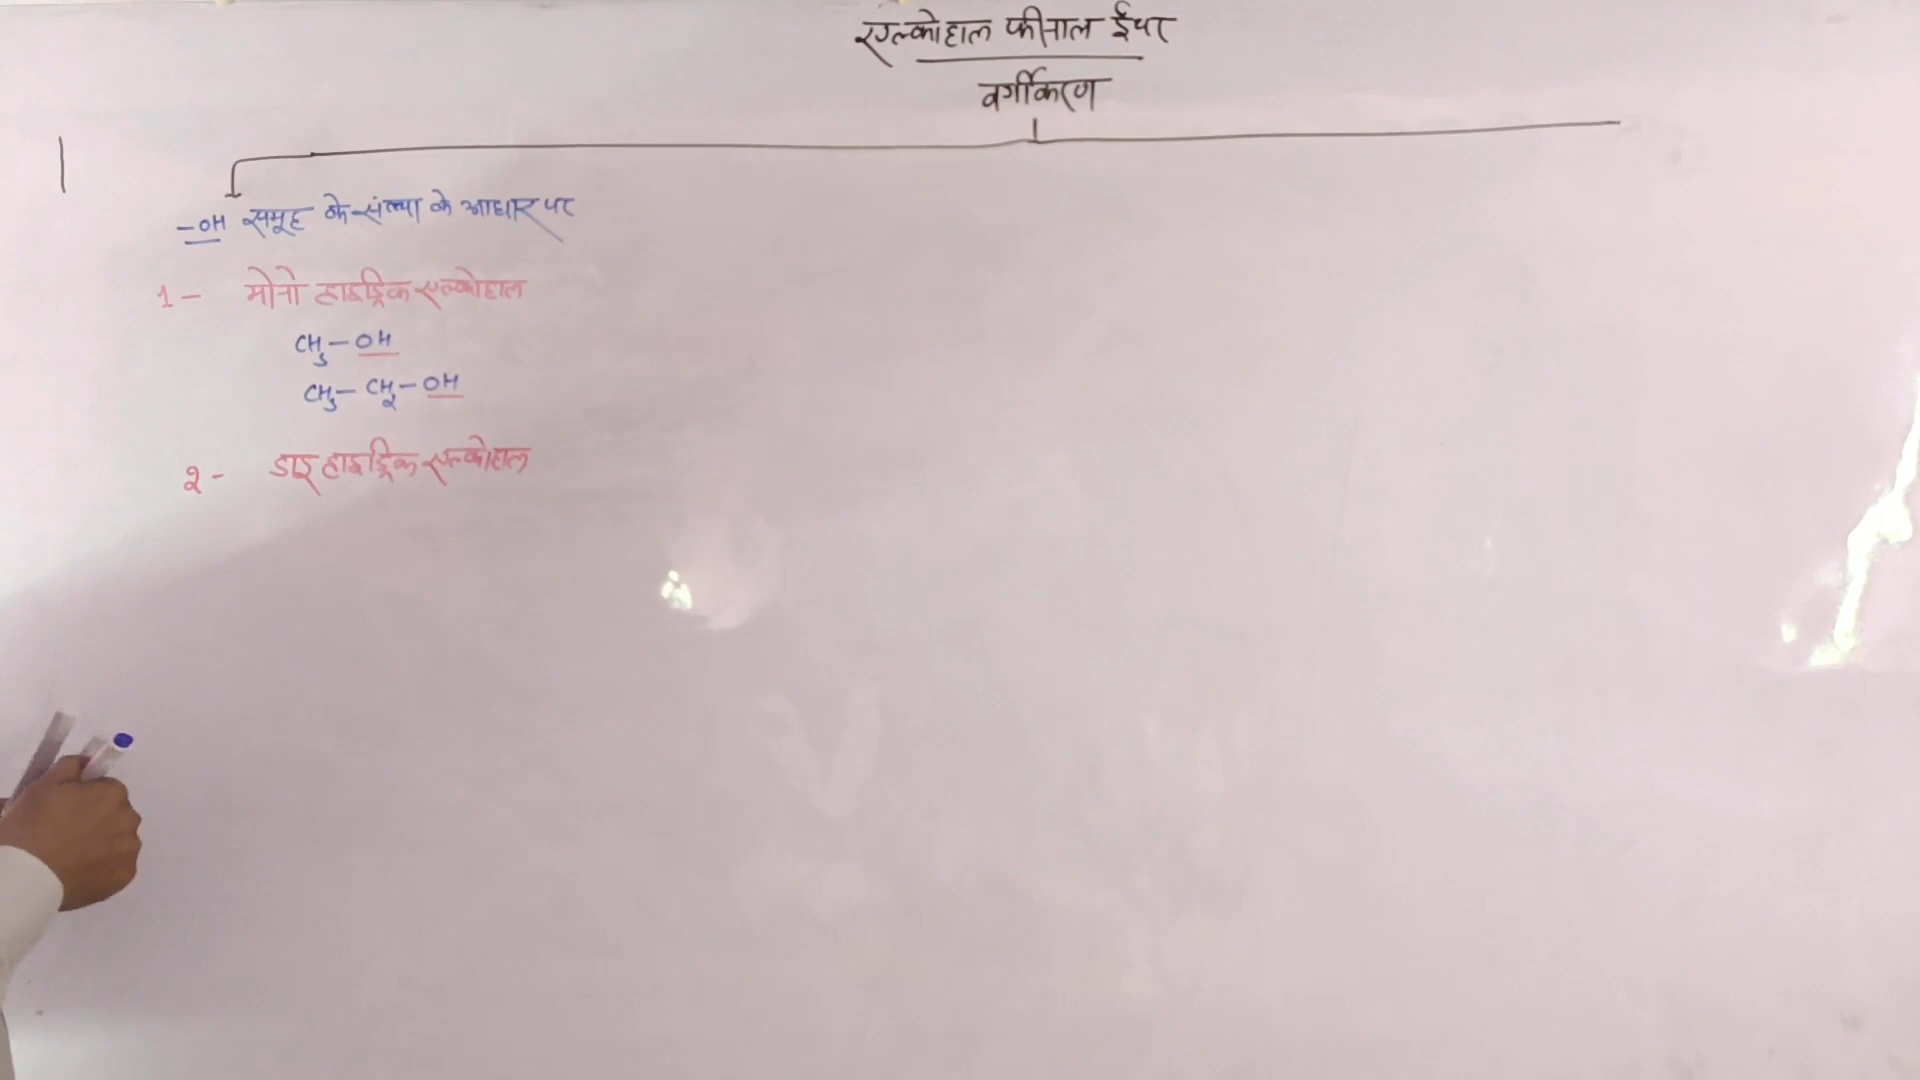 एल्कोहाल फीनाल ईथर
वर्गीकरण
-OH समूह के संख्या के आधार पर
1 - मोनो हाइड्रिक एल्कोहाल
CH₃ - OH
CH₃ - CH₂ - OH
2 - डाइ हाइड्रिक एल्कोहाल